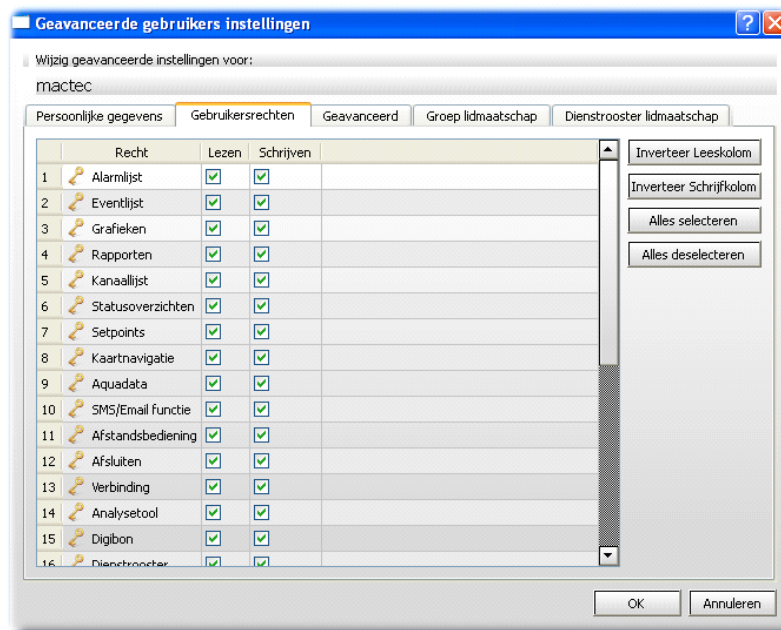 Geavanceerde gebruikers instellingen
Wijzig geavanceerde instellingen voor:
mactec
Persoonlijke gegevens Gebruikersrechten Geavanceerd Groep lidmaatschap Dienstrooster lidmaatschap
Recht Lezen Schrijven
1 Alarmlijst
2 Eventlijst
3 Grafieken
4 Rapporten
5 Kanaallijst
6 Statusoverzichten
7 Setpoints
8 Kaartnavigatie
9 Aquadata
10 SMS/Email functie
11 Afstandsbediening
12 Afsluiten
13 Verbinding
14 Analysetool
15 Digibon
16 Dienstrooster
Inverteer Leeskolom
Inverteer Schrijfkolom
Alles selecteren
Alles deselecteren
OK Annuleren